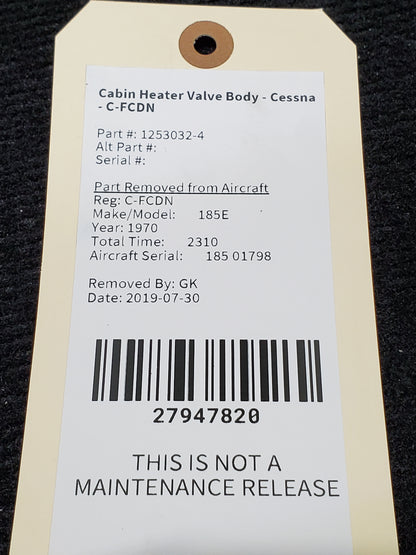 Cabin Heater Valve Body - Cessna
- C-FCDN
Part #: 1253032-4
Alt Part #:
Serial #:
Part Removed from Aircraft
Reg: C-FCDN
Make/Model: 185E
Year: 1970
Total Time: 2310
Aircraft Serial: 185 01798
Removed By: GK
Date: 2019-07-30
27947820
THIS IS NOT A
MAINTENANCE RELEASE